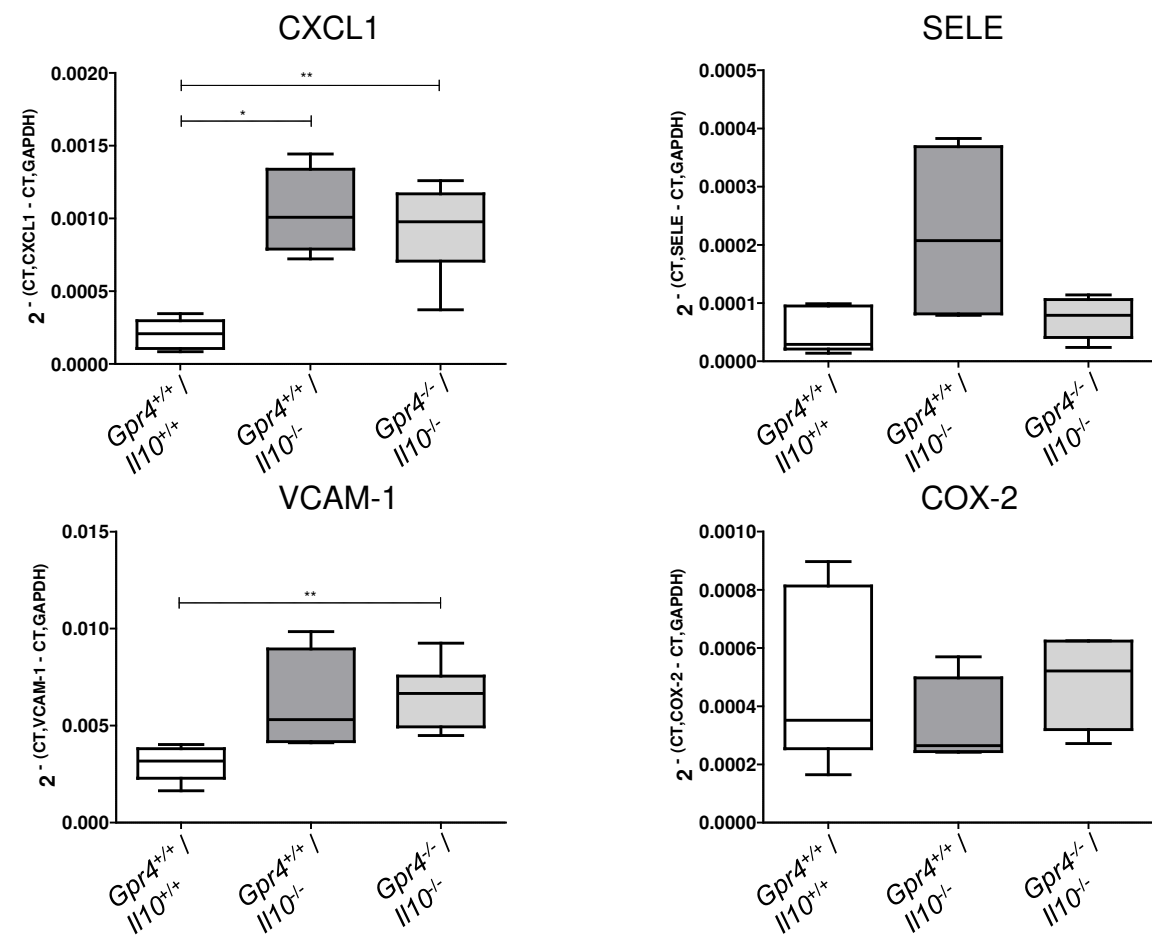 CXCL1
2 - (CT,CXCL1 - CT,GAPDH)
0.0020
0.0015
0.0010
0.0005
0.0000
**
*
Gpr4+/+ /
Il10+/+
Gpr4+/+ /
Il10-/-
Gpr4-/- /
Il10-/-
SELE
2 - (CT,SELE - CT,GAPDH)
0.0005
0.0004
0.0003
0.0002
0.0001
0.0000
Gpr4+/+ /
Il10+/+
Gpr4+/+ /
Il10-/-
Gpr4-/- /
Il10-/-
VCAM-1
2 - (CT,VCAM-1 - CT,GAPDH)
0.015
0.010
0.005
0.000
**
Gpr4+/+ /
Il10+/+
Gpr4+/+ /
Il10-/-
Gpr4-/- /
Il10-/-
COX-2
2 - (CT,COX-2 - CT,GAPDH)
0.0010
0.0008
0.0006
0.0004
0.0002
0.0000
Gpr4+/+ /
Il10+/+
Gpr4+/+ /
Il10-/-
Gpr4-/- /
Il10-/-